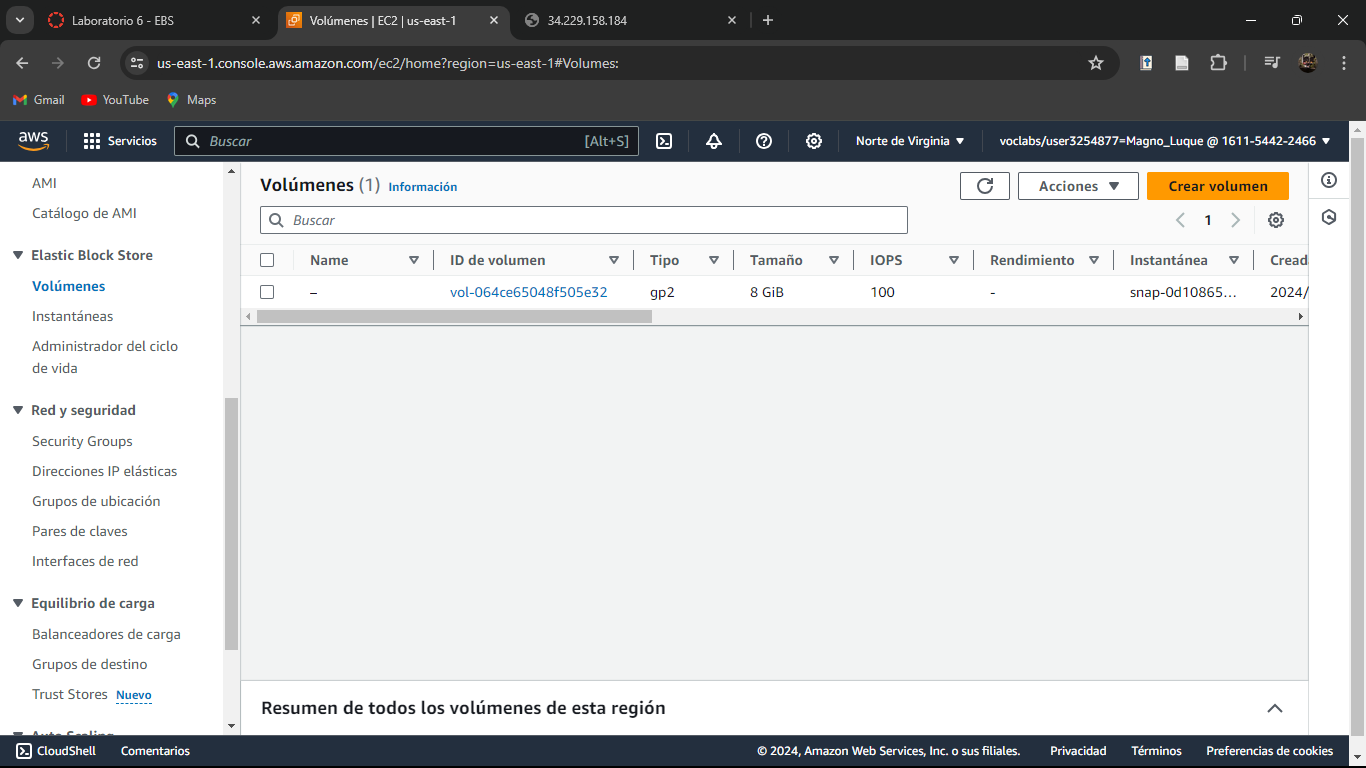 Laboratorio 6 - EBS
Volúmenes | EC2 | us-east-1
34.229.158.184
us-east-1.console.aws.amazon.com/ec2/home?region=us-east-1#Volumes:
Gmail
YouTube
Maps
aws
Servicios
Buscar
[Alt+S]
Norte de Virginia
voclabs/user3254877=Magno_Luque @ 1611-5442-2466
AMI
Catálogo de AMI
Elastic Block Store
Volúmenes
Instantáneas
Administrador del ciclo
de vida
Red y seguridad
Security Groups
Direcciones IP elásticas
Grupos de ubicación
Pares de claves
Interfaces de red
Equilibrio de carga
Balanceadores de carga
Grupos de destino
Trust Stores Nuevo
Auto Scaling
Volúmenes (1) Información
Acciones
Crear volumen
Buscar
1
Name ID de volumen Tipo Tamaño IOPS Rendimiento Instantánea Cread
– vol-064ce65048f505e32 gp2 8 GiB 100 - snap-0d10865... 2024/
Resumen de todos los volúmenes de esta región
CloudShell
Comentarios
© 2024, Amazon Web Services, Inc. o sus filiales.
Privacidad
Términos
Preferencias de cookies